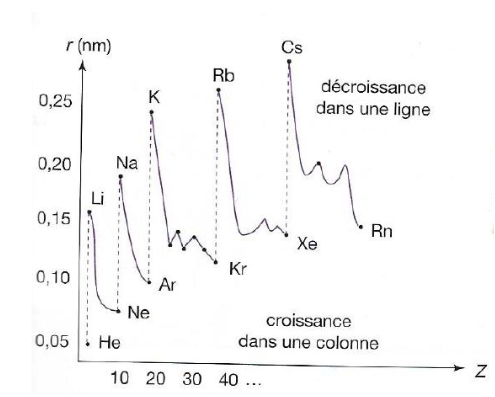 r (nm)
Cs
Rb
décroissance
dans une ligne
K
0,25
Na
0,20
Li
0,15
Xe
Rn
Kr
Ar
0,10
Ne
croissance
dans une colonne
0,05
He
Z
10 20 30 40 ...